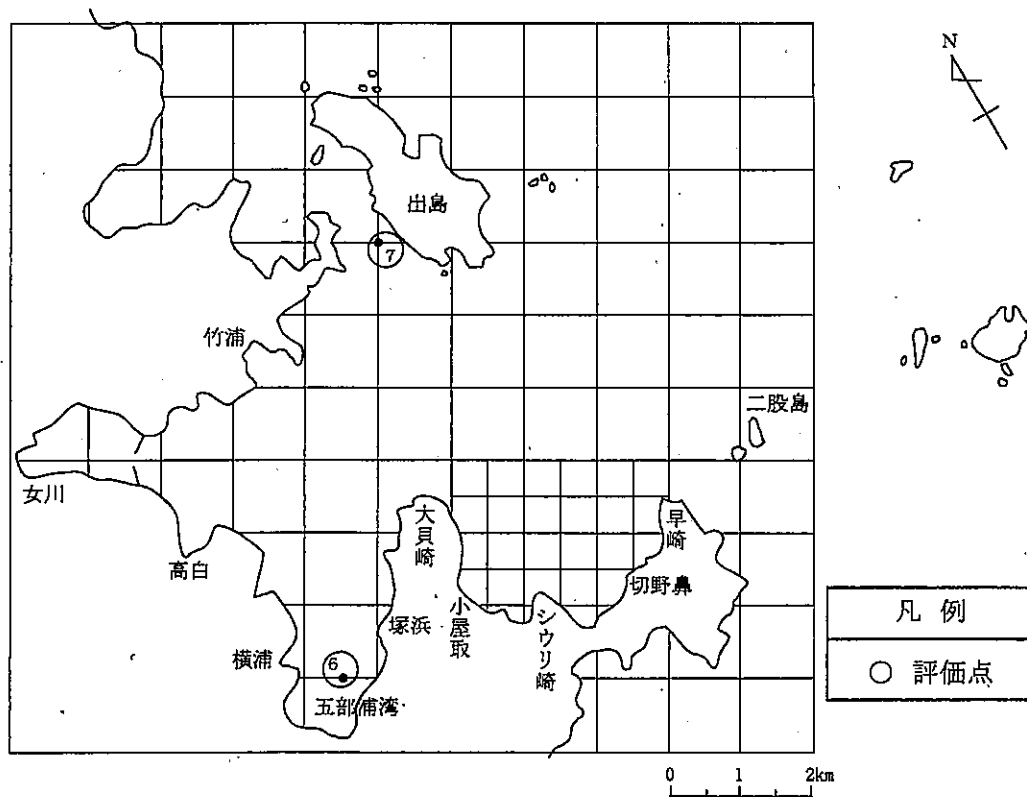 N
出島
7
竹浦
二股島
女川
大貝崎
早崎
高白
切野鼻
小屋取
シウリ崎
塚浜
横浦
6
五部浦湾
凡例
○ 評価点
0 1 2km